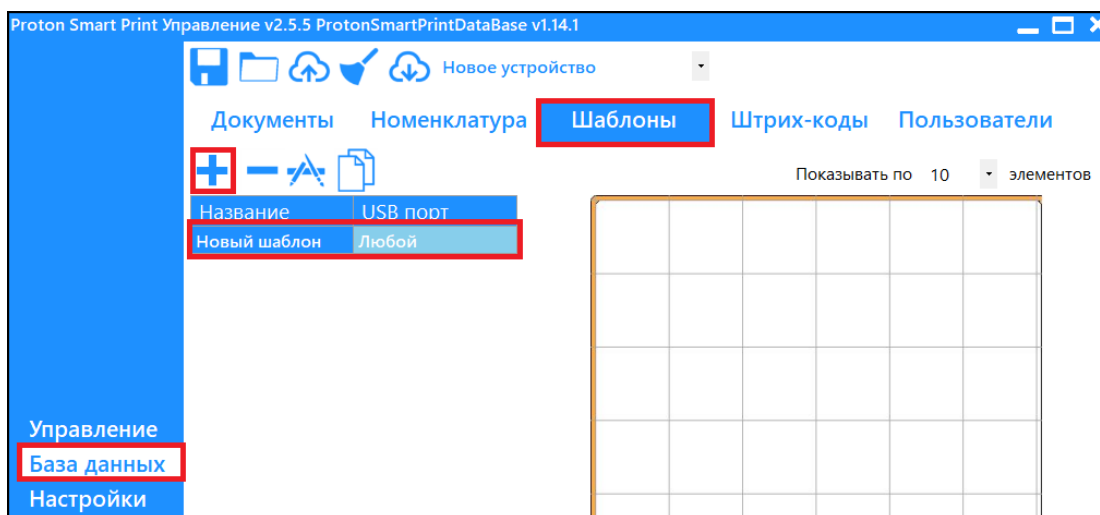 Proton Smart Print Управление v2.5.5 ProtonSmartPrintDataBase v1.14.1
Новое устройство
Документы Номенклатура Шаблоны Штрих-коды Пользователи
Показывать по 10 элементов
Название USB порт
Новый шаблон Любой
Управление
База данных
Настройки